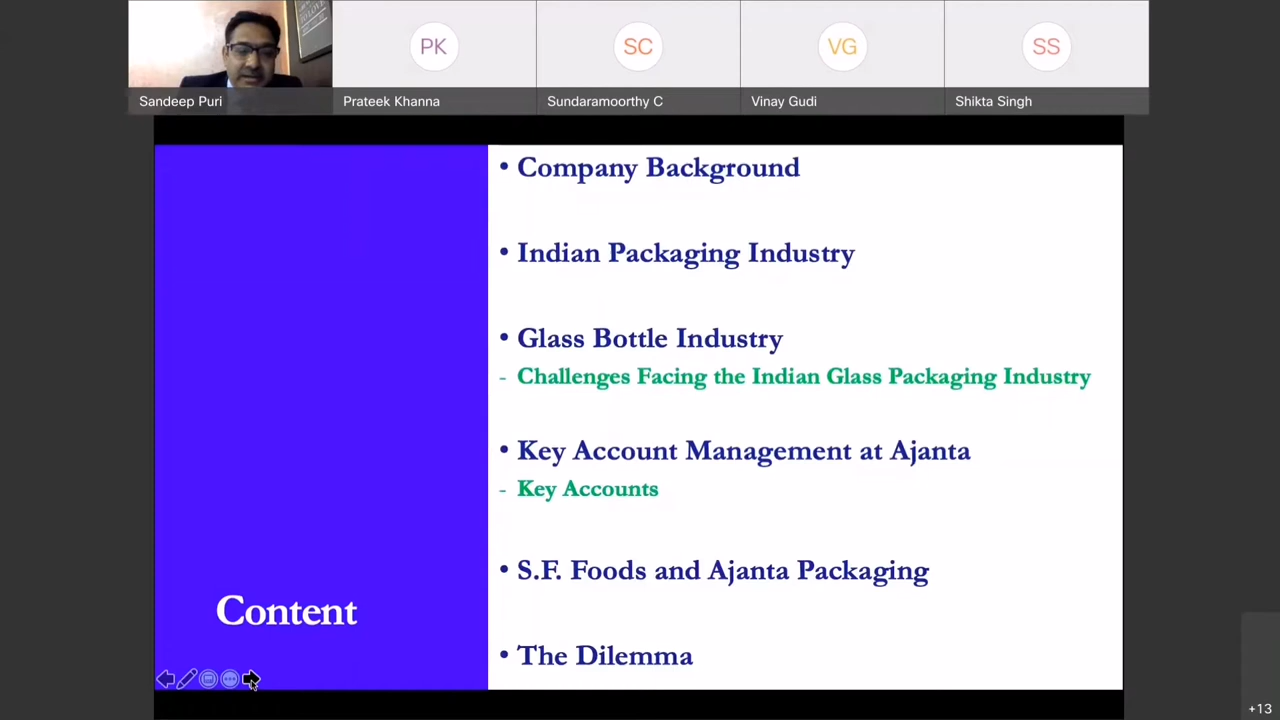 PK
SC
VG
SS
Sandeep Puri
Prateek Khanna
Sundaramoorthy C
Vinay Gudi
Shikta Singh
• Company Background
• Indian Packaging Industry
• Glass Bottle Industry
- Challenges Facing the Indian Glass Packaging Industry
• Key Account Management at Ajanta
- Key Accounts
• S.F. Foods and Ajanta Packaging
Content
• The Dilemma
+13